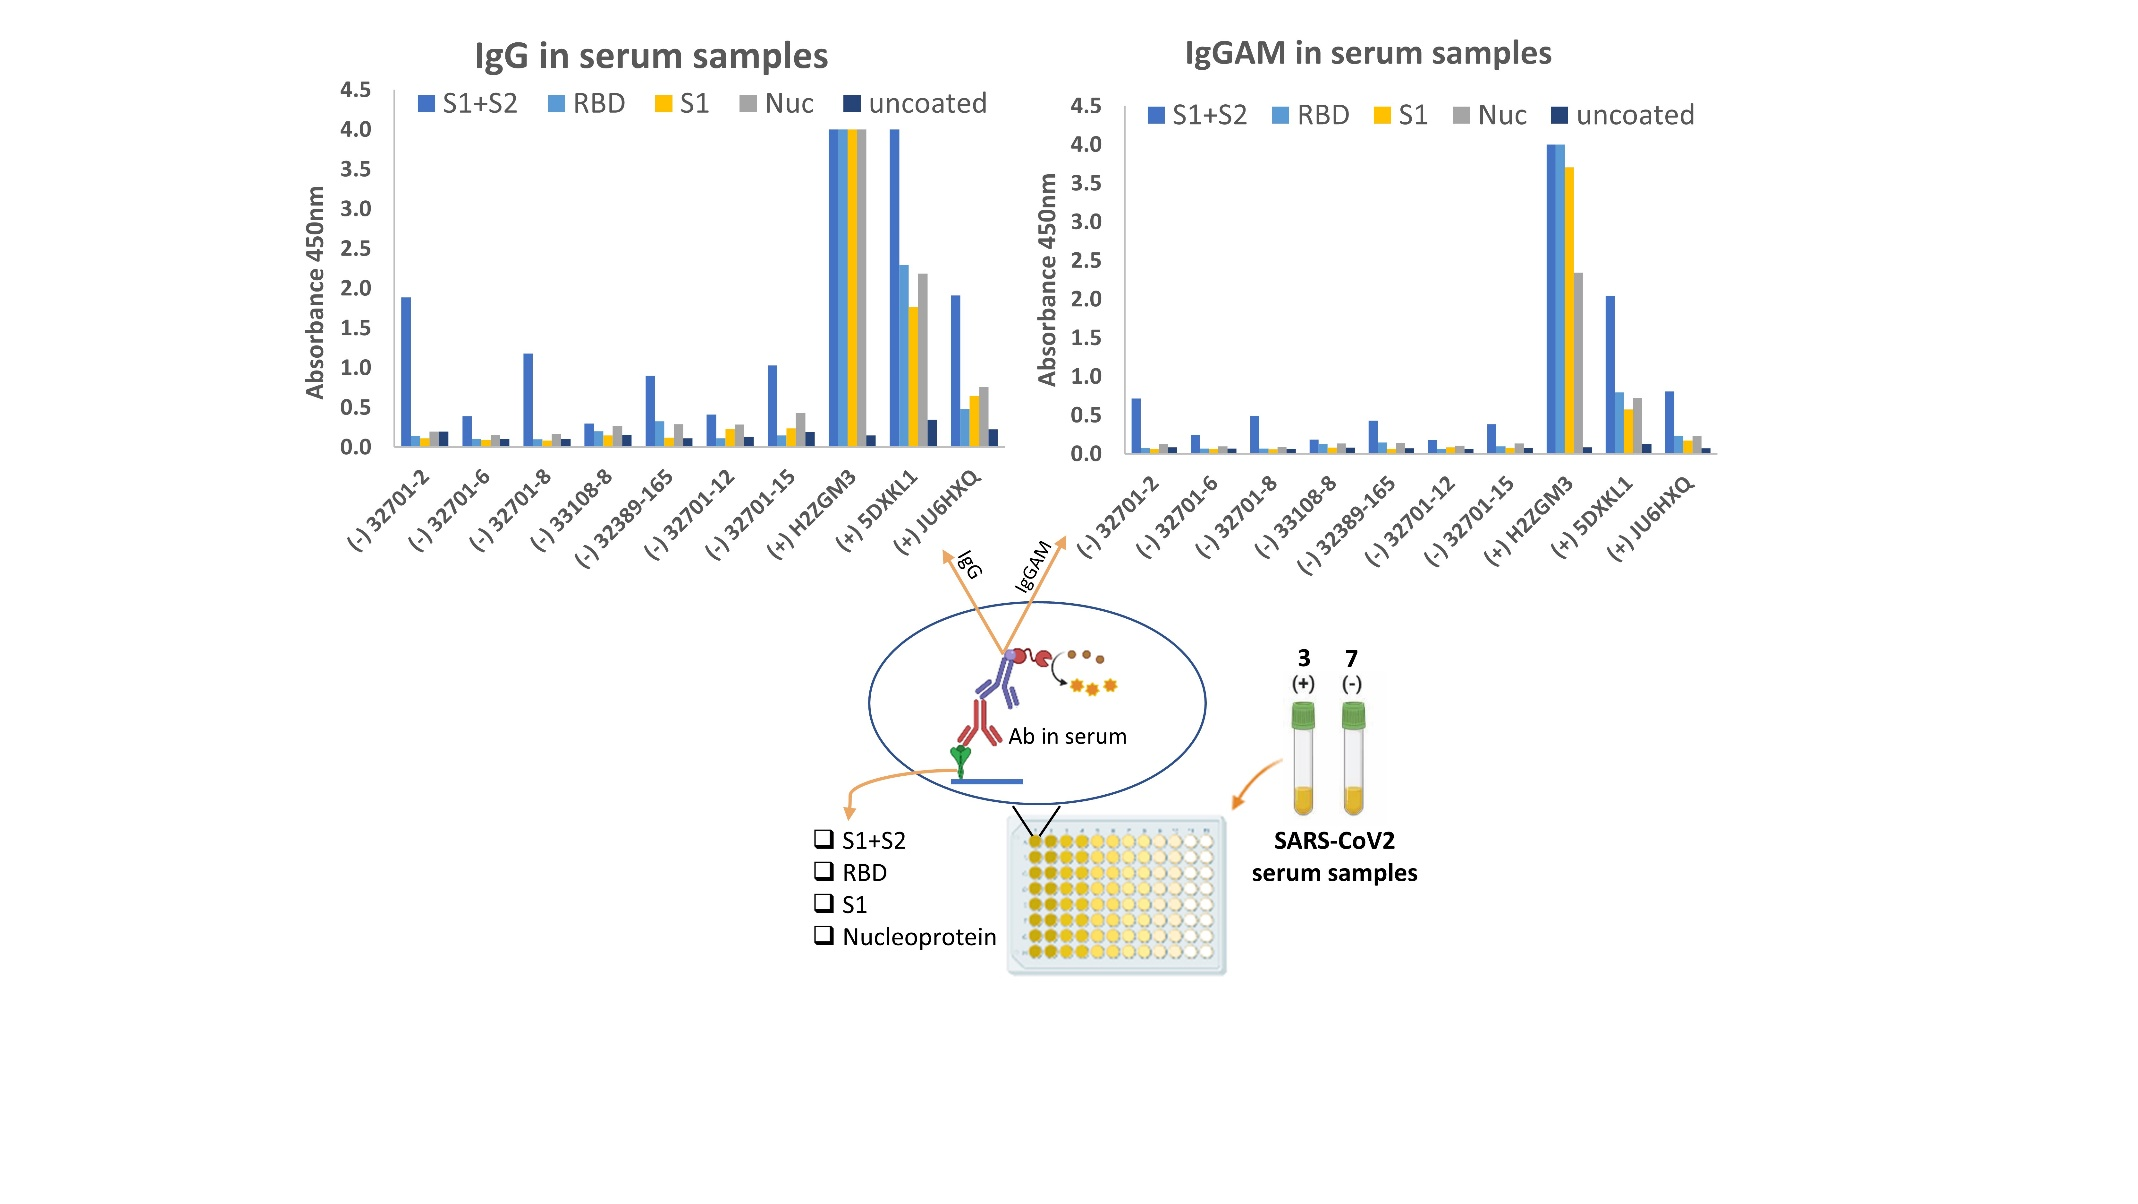 IgG in serum samples
4.5
4.0
3.5
3.0
2.5
2.0
1.5
1.0
0.5
0.0
Absorbance 450nm
S1+S2 RBD S1 Nuc uncoated
(-) 32701-2
(-) 32701-6
(-) 32701-8
(-) 33108-8
(-) 32389-165
(-) 32701-12
(-) 32701-15
(+) H2ZGM3
(+) 5DXKL1
(+) JU6HXQ
IgGAM in serum samples
4.5
4.0
3.5
3.0
2.5
2.0
1.5
1.0
0.5
0.0
Absorbance 450nm
S1+S2 RBD S1 Nuc uncoated
(-) 32701-2
(-) 32701-6
(-) 32701-8
(-) 33108-8
(-) 32389-165
(-) 32701-12
(-) 32701-15
(+) H2ZGM3
(+) 5DXKL1
(+) JU6HXQ
IgG
IgGAM
Ab in serum
3 7
(+) (-)
SARS-CoV2
serum samples
S1+S2
RBD
S1
Nucleoprotein